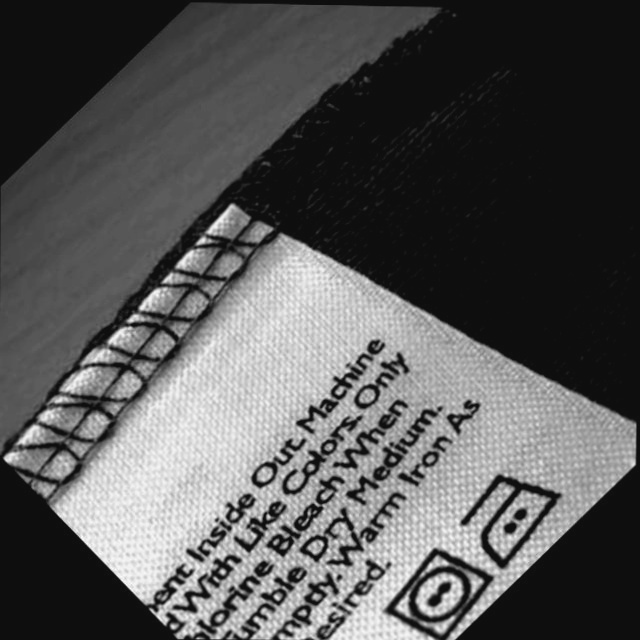 ent Inside Out. Machine
d With Like Colors. Only
lorine Bleach When
umble Dry Medium.
mptly. Warm Iron As
esired.